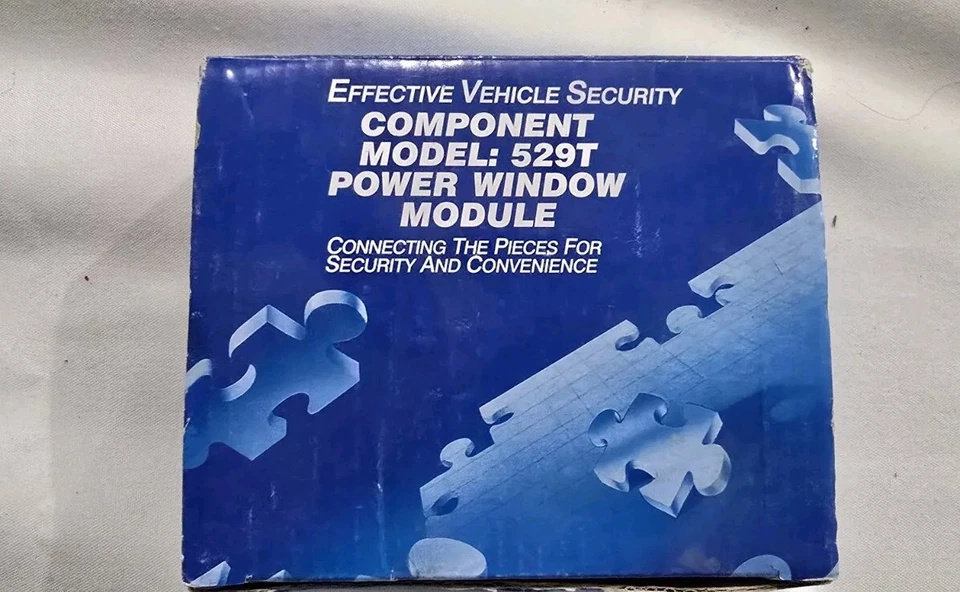 EFFECTIVE VEHICLE SECURITY
COMPONENT
MODEL: 529T
POWER WINDOW
MODULE
CONNECTING THE PIECES FOR
SECURITY AND CONVENIENCE